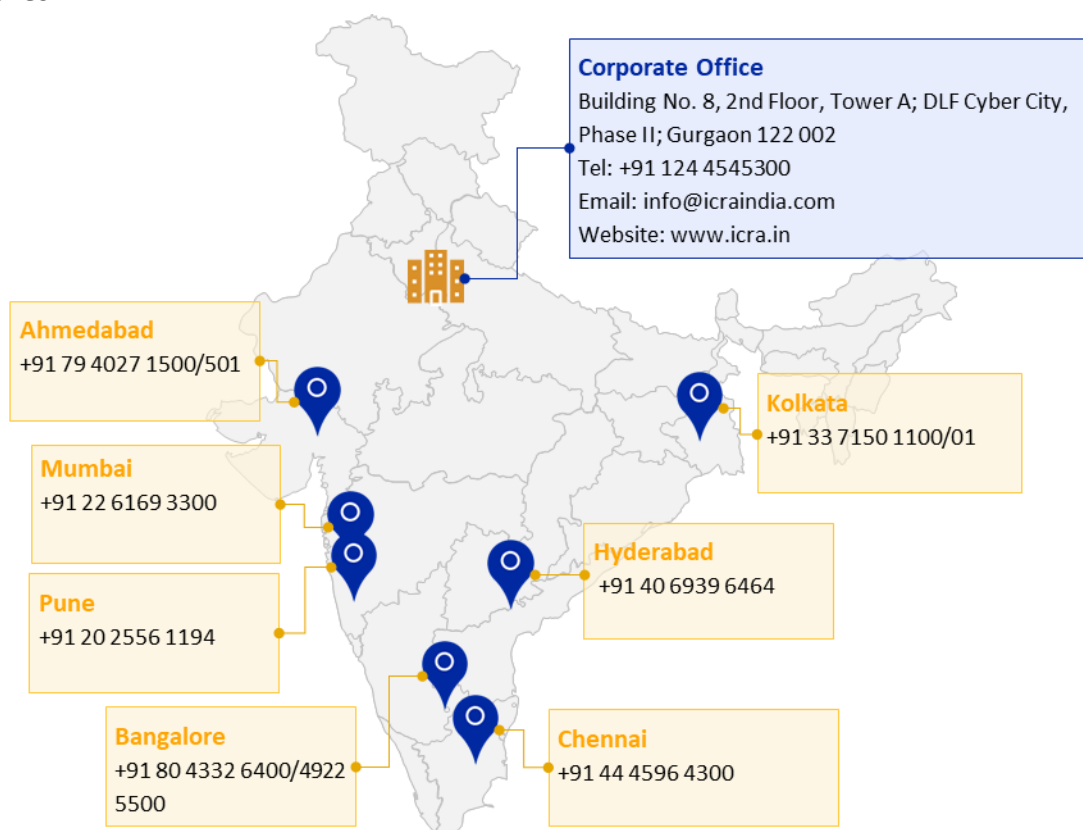 Corporate Office
Building No. 8, 2nd Floor, Tower A; DLF Cyber City,
Phase II; Gurgaon 122 002
Tel: +91 124 4545300
Email: info@icraindia.com
Website: www.icra.in
Ahmedabad
+91 79 4027 1500/501
Kolkata
+91 33 7150 1100/01
Mumbai
+91 22 6169 3300
Hyderabad
+91 40 6939 6464
Pune
+91 20 2556 1194
Bangalore
+91 80 4332 6400/4922
5500
Chennai
+91 44 4596 4300